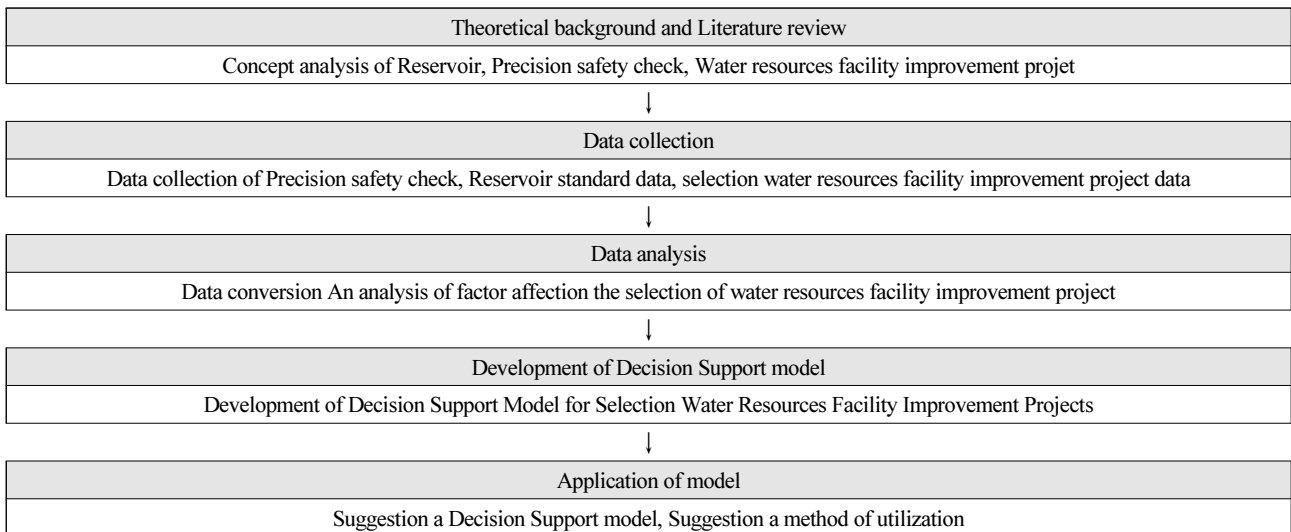 Theoretical background and Literature review
Concept analysis of Reservoir, Precision safety check, Water resources facility improvement projet
Data collection
Data collection of Precision safety check, Reservoir standard data, selection water resources facility improvement project data
Data analysis
Data conversion An analysis of factor affection the selection of water resources facility improvement project
Development of Decision Support model
Development of Decision Support Model for Selection Water Resources Facility Improvement Projects
Application of model
Suggestion a Decision Support model, Suggestion a method of utilization